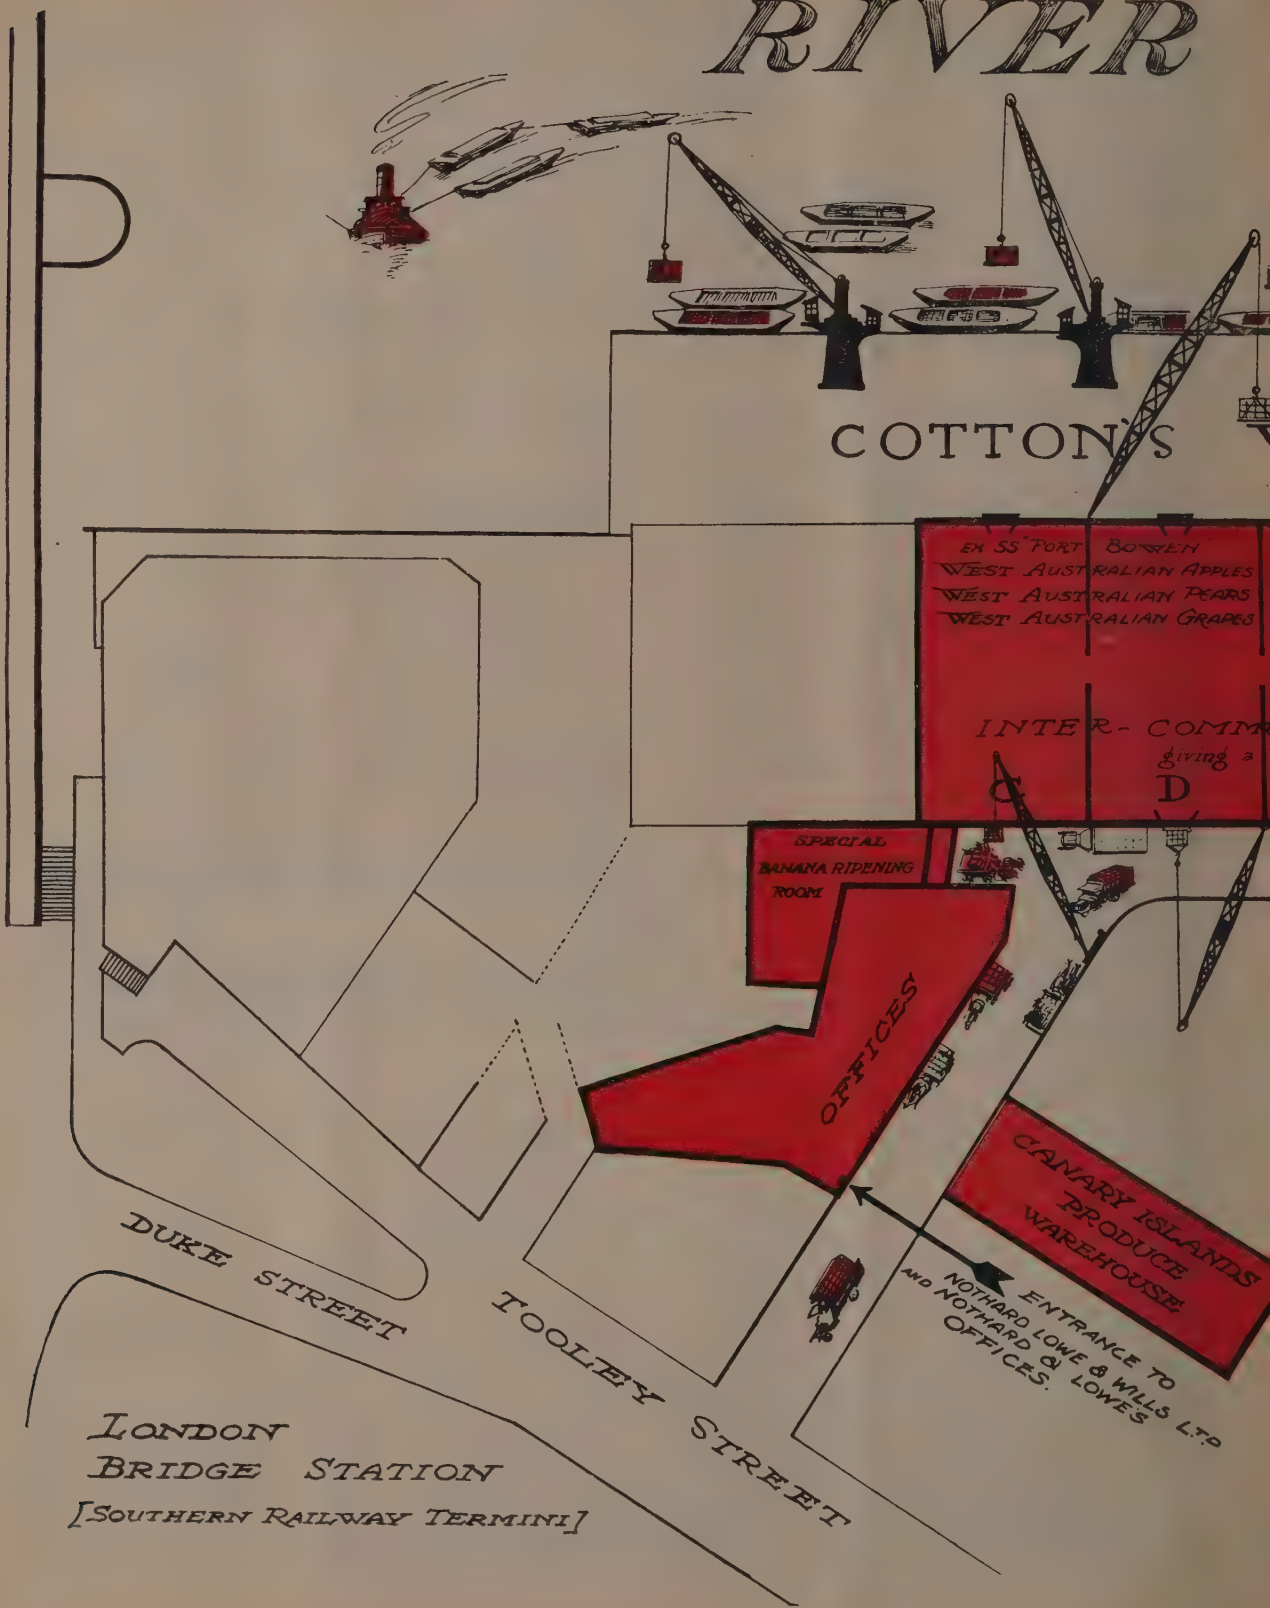 RIVER
COTTON'S
EX SS "PORT BOWEN"
WEST AUSTRALIAN APPLES
WEST AUSTRALIAN PEARS
WEST AUSTRALIAN GRAPES
INTER-COMM
giving a
C D
SPECIAL
BANANA RIPENING
ROOM
OFFICES
CANARY ISLANDS
PRODUCE
WAREHOUSE
ENTRANCE TO
NOTHARD LOWE & WILLS LTD
AND NOTHARD & LOWE'S
OFFICES.
DUKE STREET
TOOLEY STREET
LONDON
BRIDGE STATION
[SOUTHERN RAILWAY TERMINI]